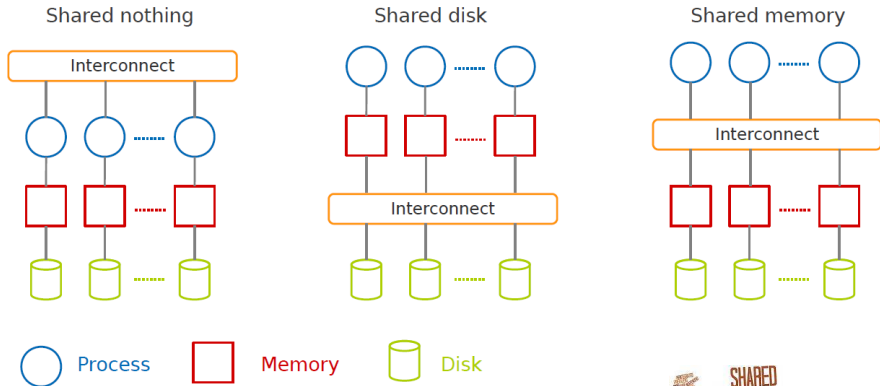 Shared nothing
Shared disk
Shared memory
Interconnect
Interconnect
Interconnect
Process
Memory
Disk
SHARED